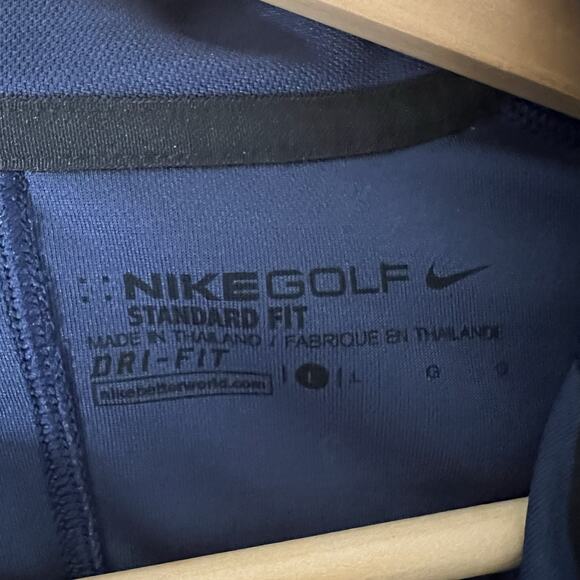 NIKEGOLF
STANDARD FIT
MADE IN THAILAND / FABRIQUE EN THAILANDE
DRI-FIT
nikebetterworld.com | L | L G